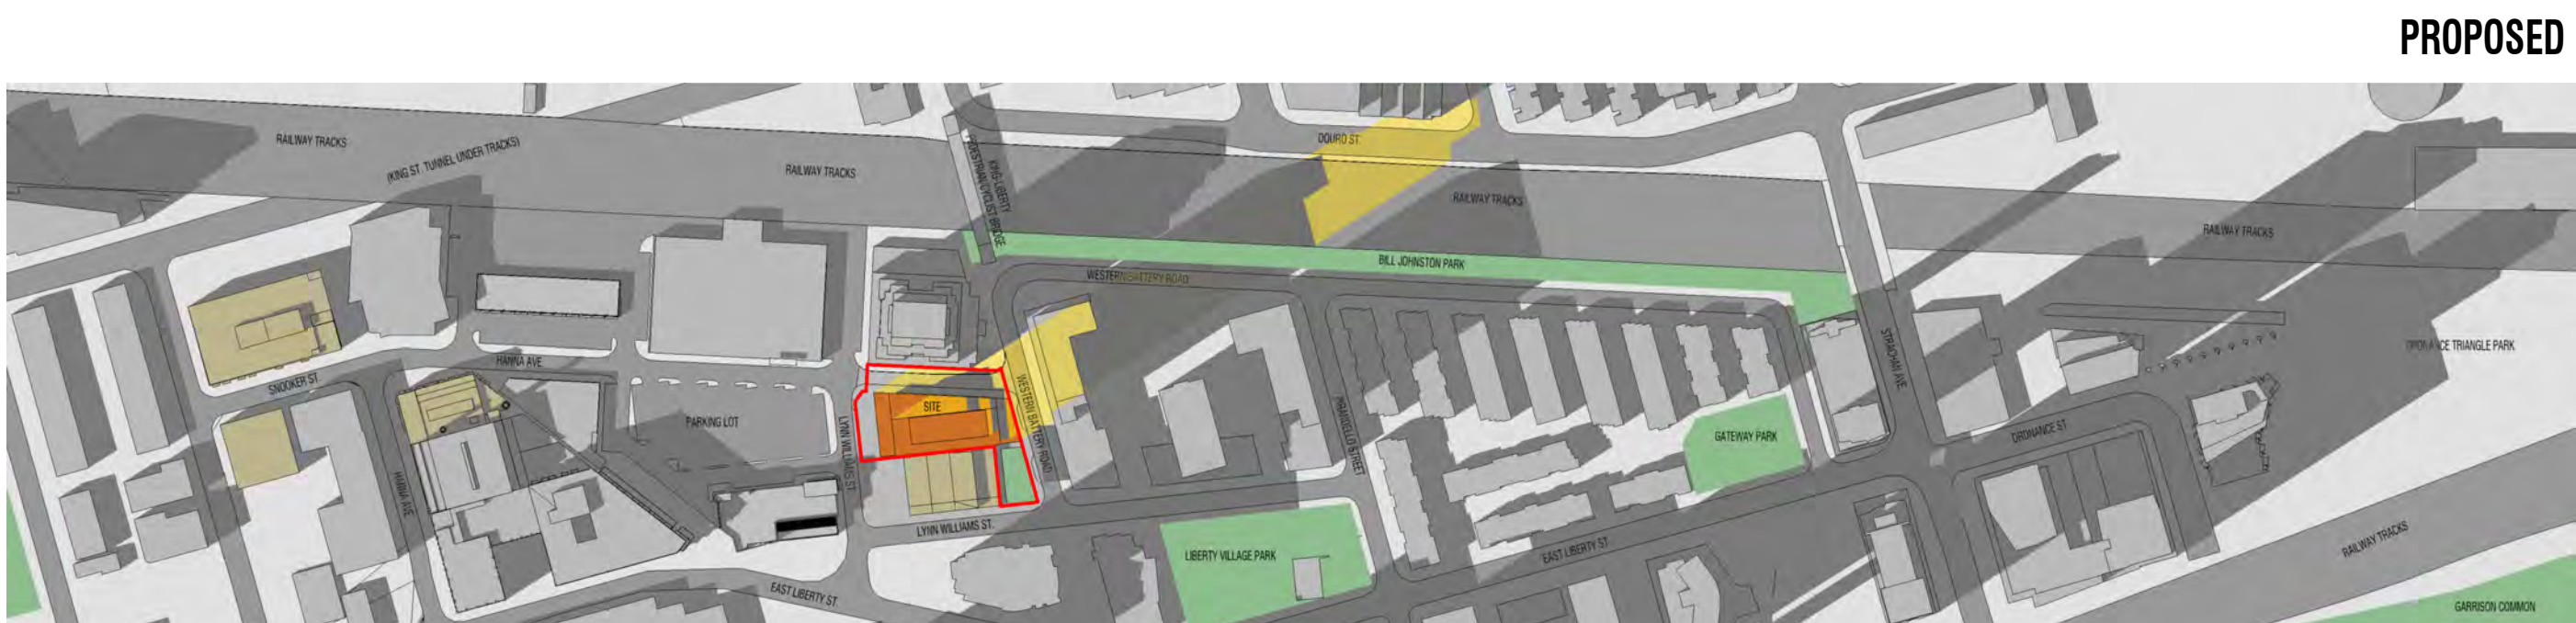 PROPOSED
RAILWAY TRACKS
(KING ST. TUNNEL UNDER TRACKS)
RAILWAY TRACKS
KING-LIBERTY
PEDESTRIAN/CYCLIST BRIDGE
DOURO ST.
RAILWAY TRACKS
RAILWAY TRACKS
BILL JOHNSTON PARK
WESTERN BATTERY ROAD
HANNA AVE.
SNOOKER ST
STRACHAN AVE.
ORDNANCE TRIANGLE PARK
SITE
WESTERN BATTERY ROAD
PARKING LOT
LYNN WILLIAMS ST.
PIRANDELLO STREET
GATEWAY PARK
ORDNANCE ST
HANNA AVE.
LYNN WILLIAMS ST.
LIBERTY VILLAGE PARK
EAST LIBERTY ST.
RAILWAY TRACKS
EAST LIBERTY ST.
GARRISON COMMON